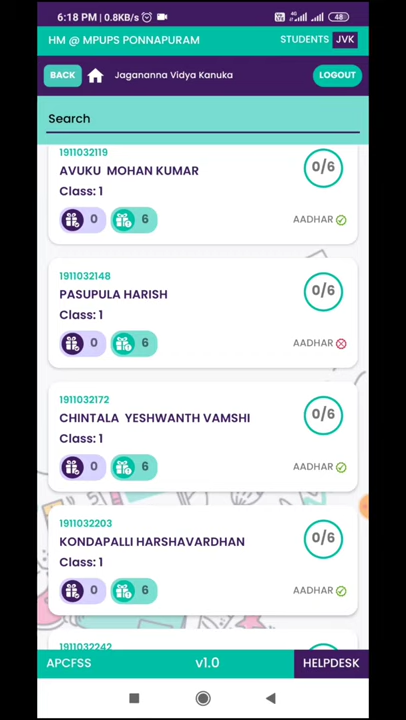 6:18 PM | 0.8KB/s 4G 48
HM @ MPUPS PONNAPURAM STUDENTS JVK
BACK Jagananna Vidya Kanuka LOGOUT
Search
1911032119
AVUKU MOHAN KUMAR 0/6
Class: 1
0 6 AADHAR
1911032148
PASUPULA HARISH 0/6
Class: 1
0 6 AADHAR
1911032172
CHINTALA YESHWANTH VAMSHI 0/6
Class: 1
0 6 AADHAR
1911032203
KONDAPALLI HARSHAVARDHAN 0/6
Class: 1
0 6 AADHAR
1911032242
APCFSS v1.0 HELPDESK